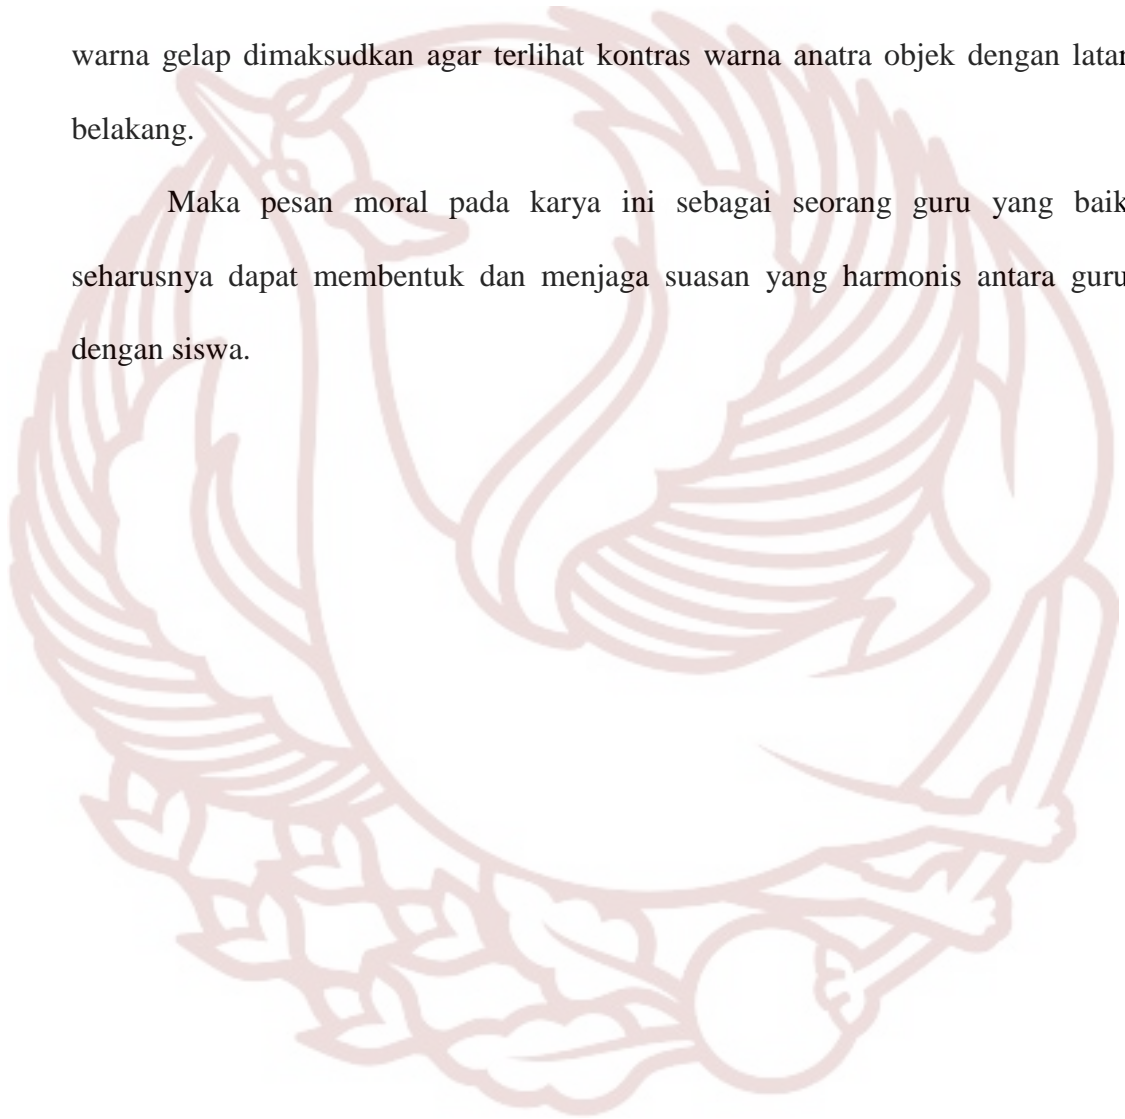 warna gelap dimaksudkan agar terlihat kontras warna anatra objek dengan latar
belakang.
Maka pesan moral pada karya ini sebagai seorang guru yang baik
seharusnya dapat membentuk dan menjaga suasan yang harmonis antara guru
dengan siswa.